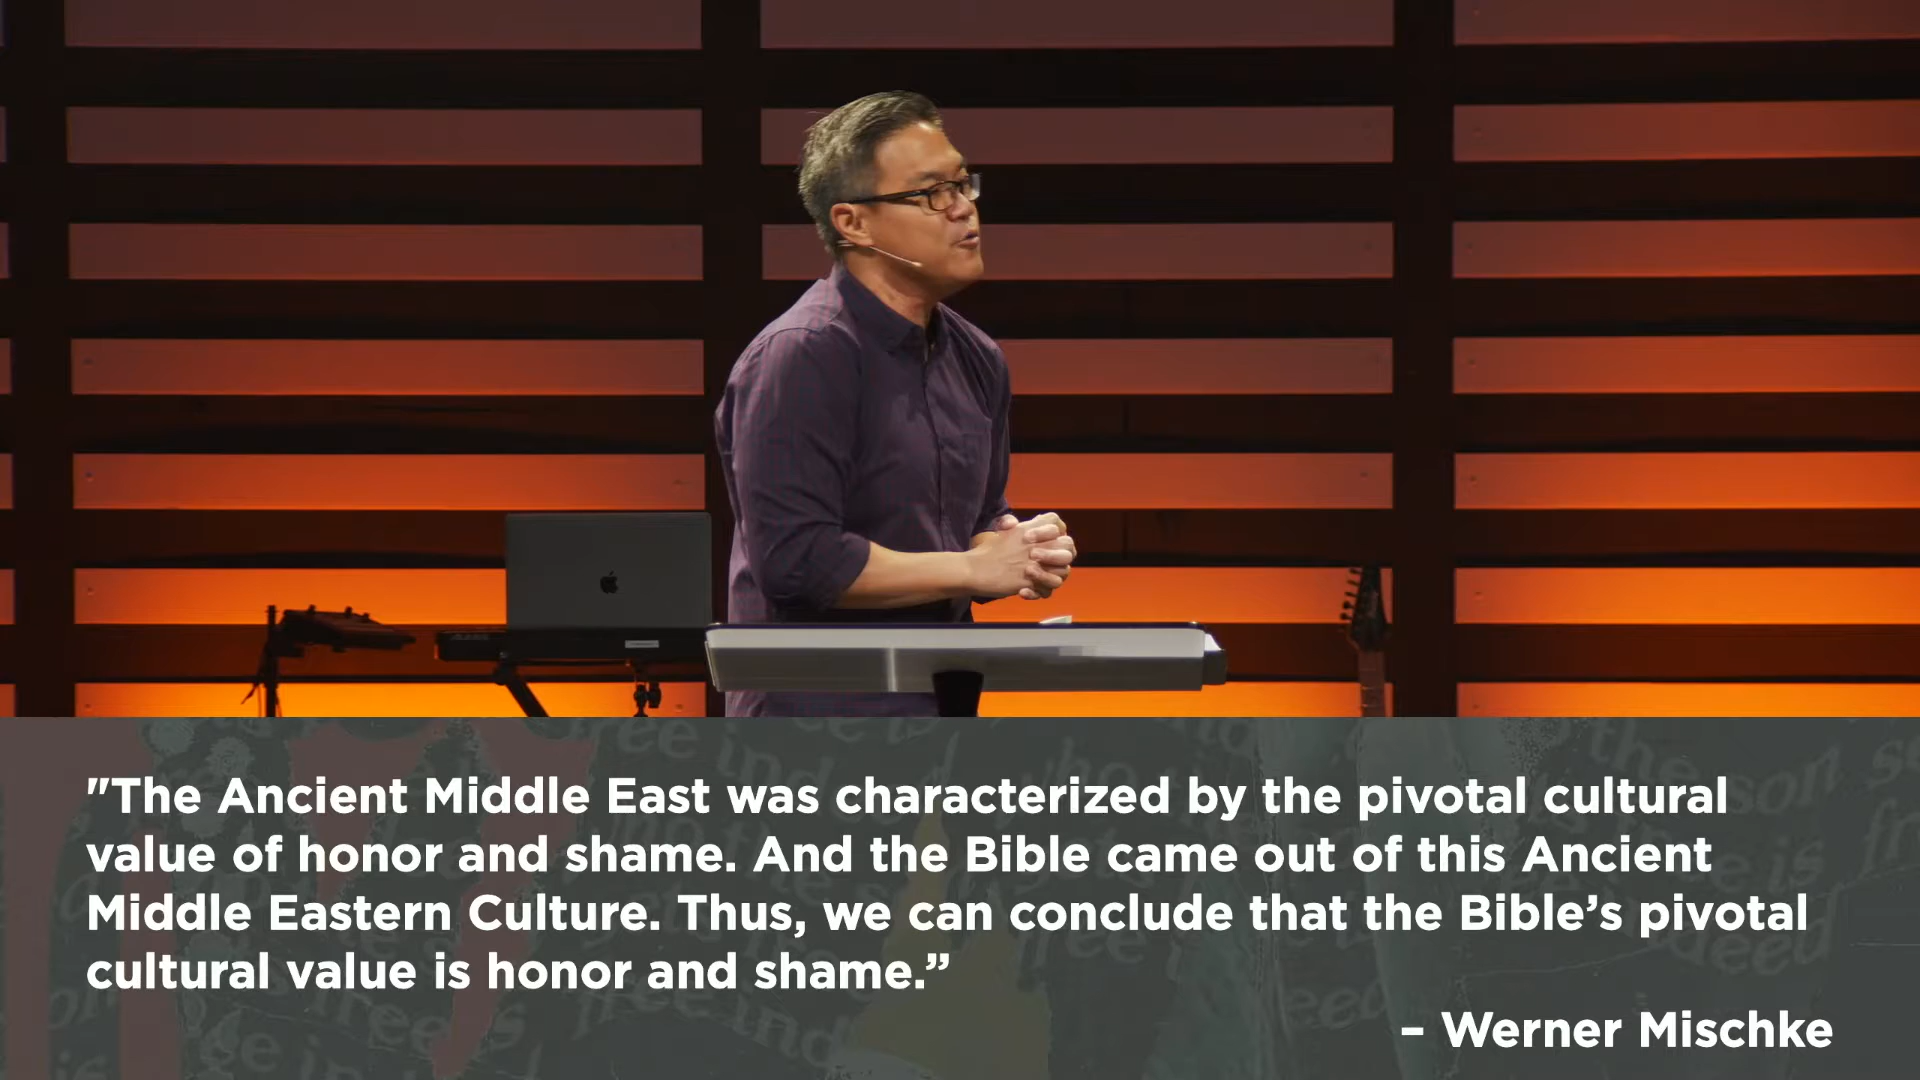 "The Ancient Middle East was characterized by the pivotal cultural
value of honor and shame. And the Bible came out of this Ancient
Middle Eastern Culture. Thus, we can conclude that the Bible’s pivotal
cultural value is honor and shame.”
– Werner Mischke